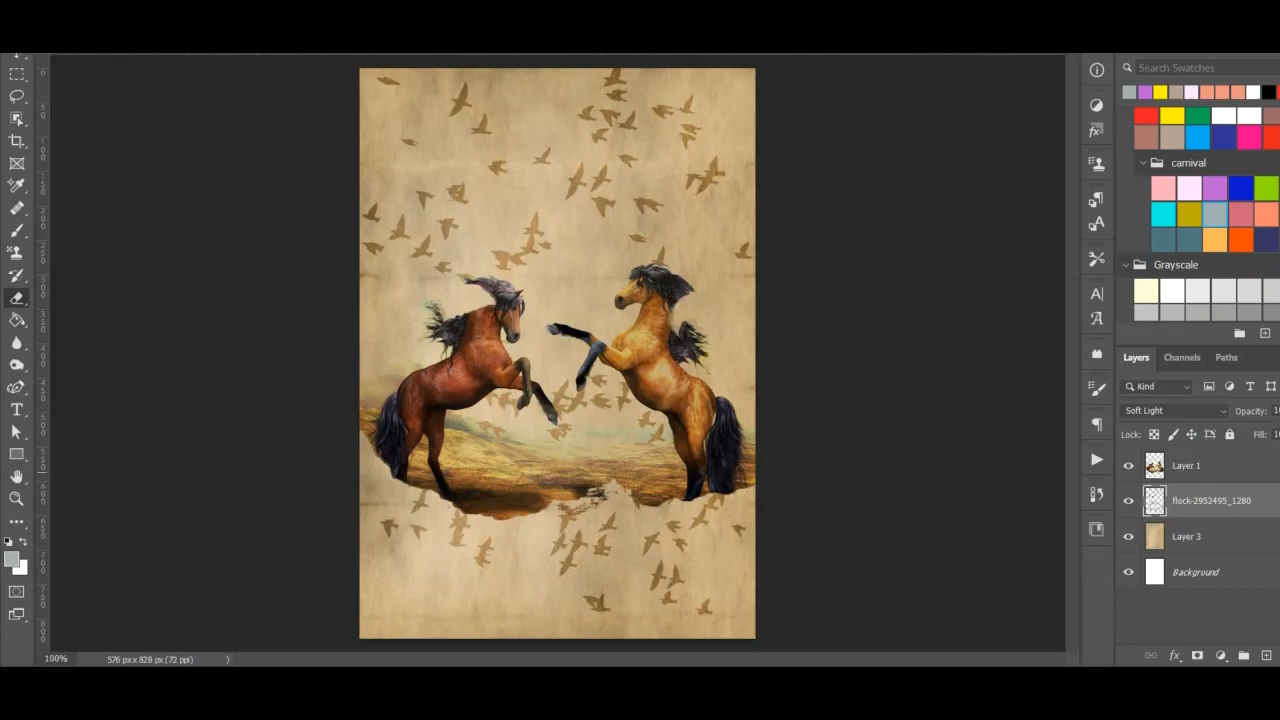 Search Swatches
carnival
Grayscale
Layers Channels Paths
Kind
Soft Light Opacity:
Lock: Fill:
Layer 1
flock-2952495_1280
Layer 3
Background
100% 576 px x 828 px (72 ppi)